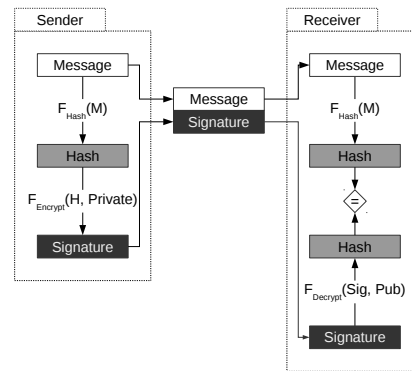 Sender
Message
F_Hash(M)
Hash
F_Encrypt(H, Private)
Signature
Message
Signature
Receiver
Message
F_Hash(M)
Hash
=
Hash
F_Decrypt(Sig, Pub)
Signature